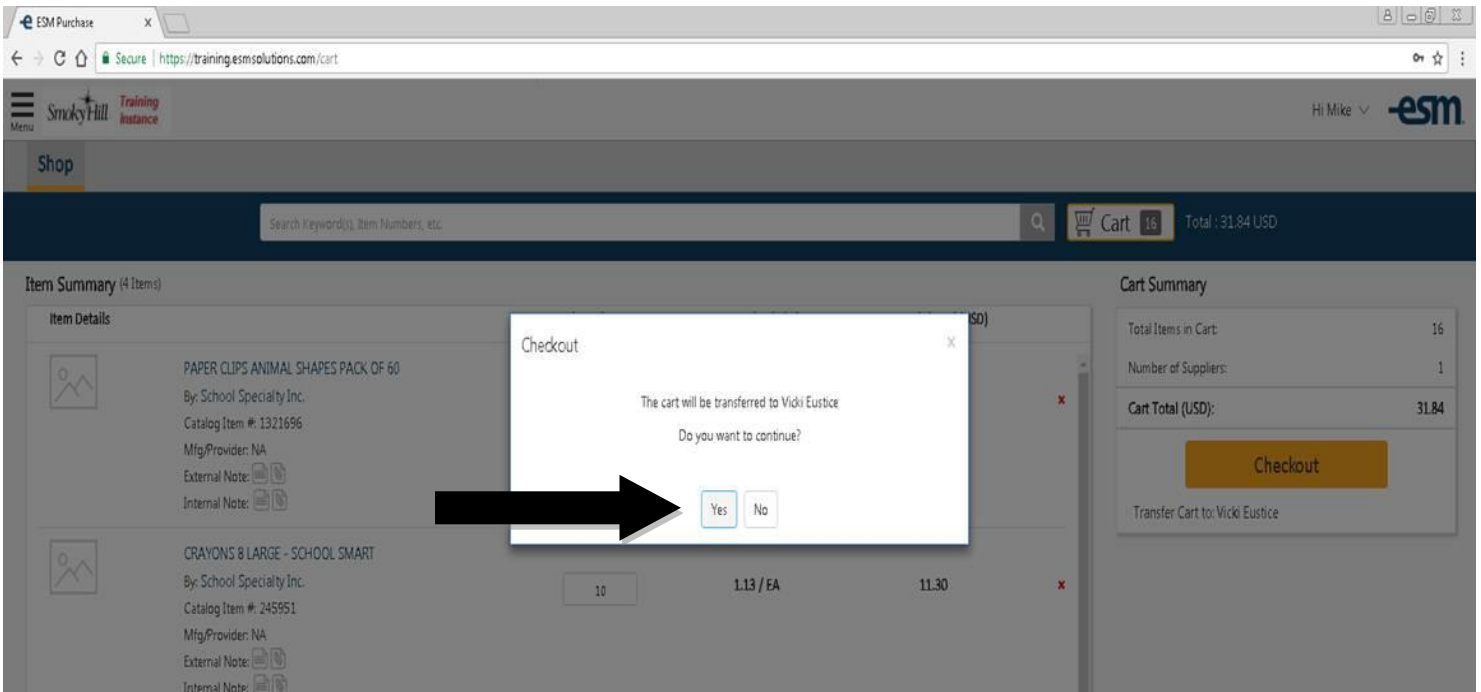 ESM Purchase
Secure | https://training.esmsolutions.com/cart
Menu
Smoky Hill
Training
Instance
Hi Mike
esm
Shop
Search Keyword(s), Item Numbers, etc.
Cart 16
Total : 31.84 USD
Item Summary (4 Items)
Item Details
SD)
PAPER CLIPS ANIMAL SHAPES PACK OF 60
By: School Specialty Inc.
Catalog Item #: 1321696
Mfg/Provider: NA
External Note:
Internal Note:
CRAYONS 8 LARGE - SCHOOL SMART
By: School Specialty Inc.
Catalog Item #: 245951
Mfg/Provider: NA
External Note:
Internal Note:
10 1.13 / EA 11.30
Checkout
The cart will be transferred to Vicki Eustice
Do you want to continue?
Yes No
Cart Summary
Total Items in Cart: 16
Number of Suppliers: 1
Cart Total (USD): 31.84
Checkout
Transfer Cart to: Vicki Eustice